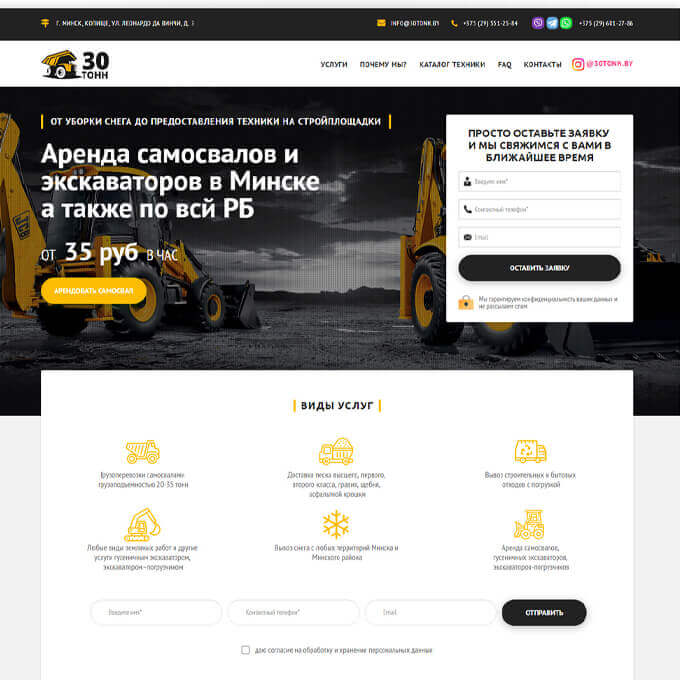 Г. МИНСК, КОПИЩЕ, УЛ. ЛЕОНАРДО ДА ВИНЧИ, Д. 3
INFO@30TONN.BY
+375 (29) 351-25-84
+375 (29) 681-27-86
30
ТОНН
УСЛУГИ
ПОЧЕМУ МЫ?
КАТАЛОГ ТЕХНИКИ
FAQ
КОНТАКТЫ
@30TONN.BY
ОТ УБОРКИ СНЕГА ДО ПРЕДОСТАВЛЕНИЯ ТЕХНИКИ НА СТРОЙПЛОЩАДКИ
Аренда самосвалов и
экскаваторов в Минске
а также по всй РБ
ОТ 35 руб В ЧАС
АРЕНДОВАТЬ САМОСВАЛ
ПРОСТО ОСТАВЬТЕ ЗАЯВКУ
И МЫ СВЯЖИМСЯ С ВАМИ В
БЛИЖАЙШЕЕ ВРЕМЯ
Введите имя*
Контактный телефон*
Email
ОСТАВИТЬ ЗАЯВКУ
Мы гарантируем конфиденциальность ваших данных и
не рассылаем спам
ВИДЫ УСЛУГ
Грузоперевозки самосвалами
грузоподъемностью 20-35 тонн
Доставка песка высшего, первого,
второго класса, гравия, щебня,
асфальтной крошки
Вывоз строительных и бытовых
отходов с погрузкой
Любые виды земляных работ и другие
услуги гусеничным экскаватором,
экскаватором–погрузчиком
Вывоз снега с любых территорий Минска и
Минского района
Аренда самосвалов,
гусеничных экскаваторов,
экскаваторов-погрузчиков
Введите имя*
Контактный телефон*
Email
ОТПРАВИТЬ
даю согласие на обработку и хранение персональных данных